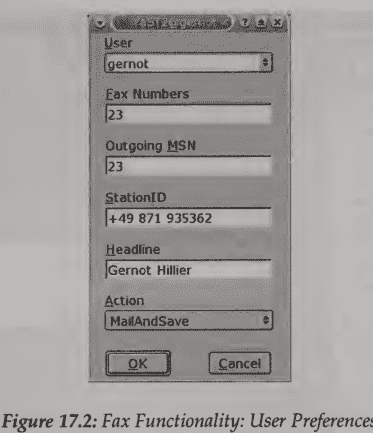 User
gernot
Fax Numbers
23
Outgoing MSN
23
StationID
+49 871 935362
Headline
Gernot Hillier
Action
MailAndSave
OK Cancel
Figure 17.2: Fax Functionality: User Preferences